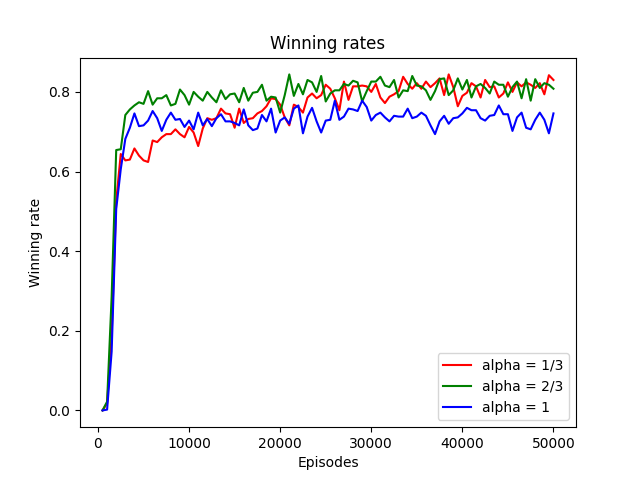 Winning rates
Winning rate
0.8
0.6
0.4
0.2
0.0
alpha = 1/3
alpha = 2/3
alpha = 1
0 10000 20000 30000 40000 50000
Episodes